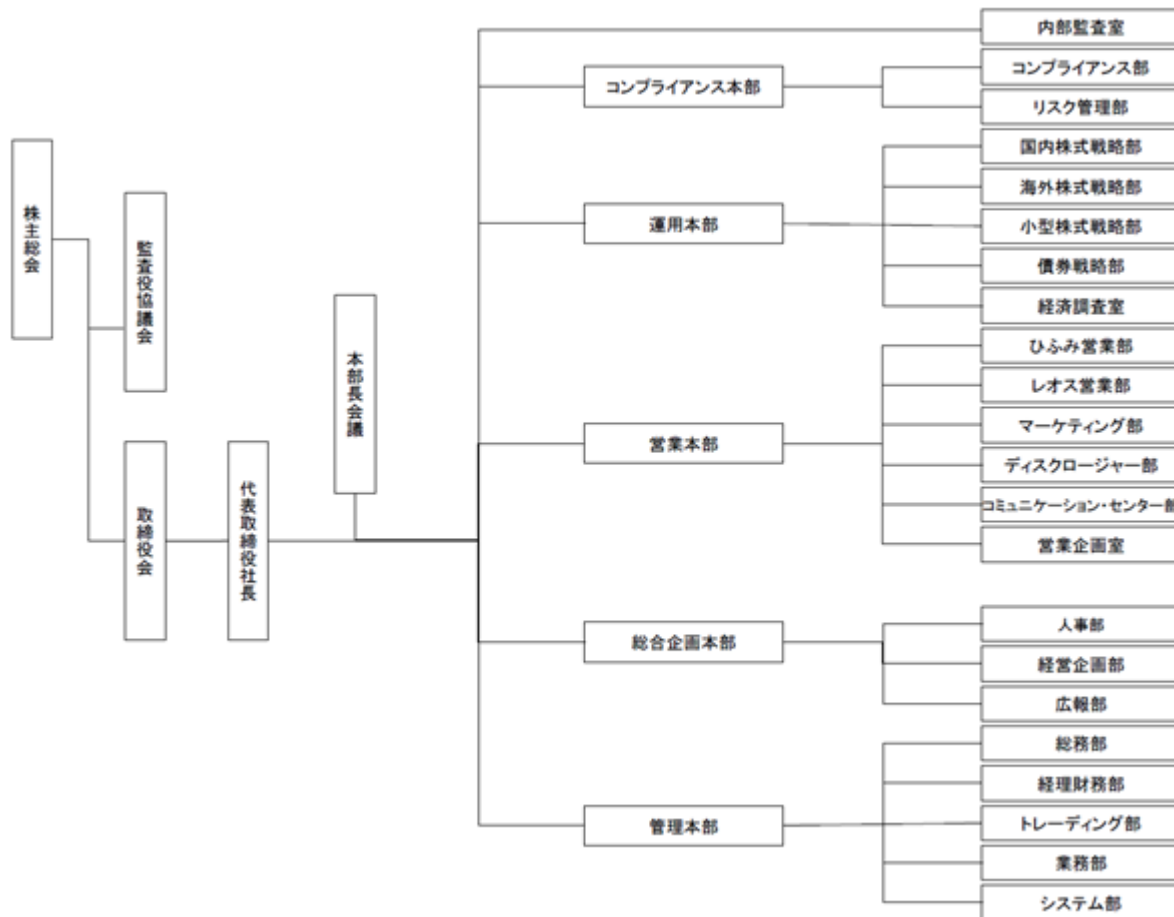 株主総会
監査役協議会
取締役会
代表取締役社長
本部長会議
内部監査室
コンプライアンス本部
コンプライアンス部
リスク管理部
運用本部
国内株式戦略部
海外株式戦略部
小型株式戦略部
債券戦略部
経済調査室
営業本部
ひふみ営業部
レオス営業部
マーケティング部
ディスクロージャー部
コミュニケーション・センター部
営業企画室
総合企画本部
人事部
経営企画部
広報部
管理本部
総務部
経理財務部
トレーディング部
業務部
システム部